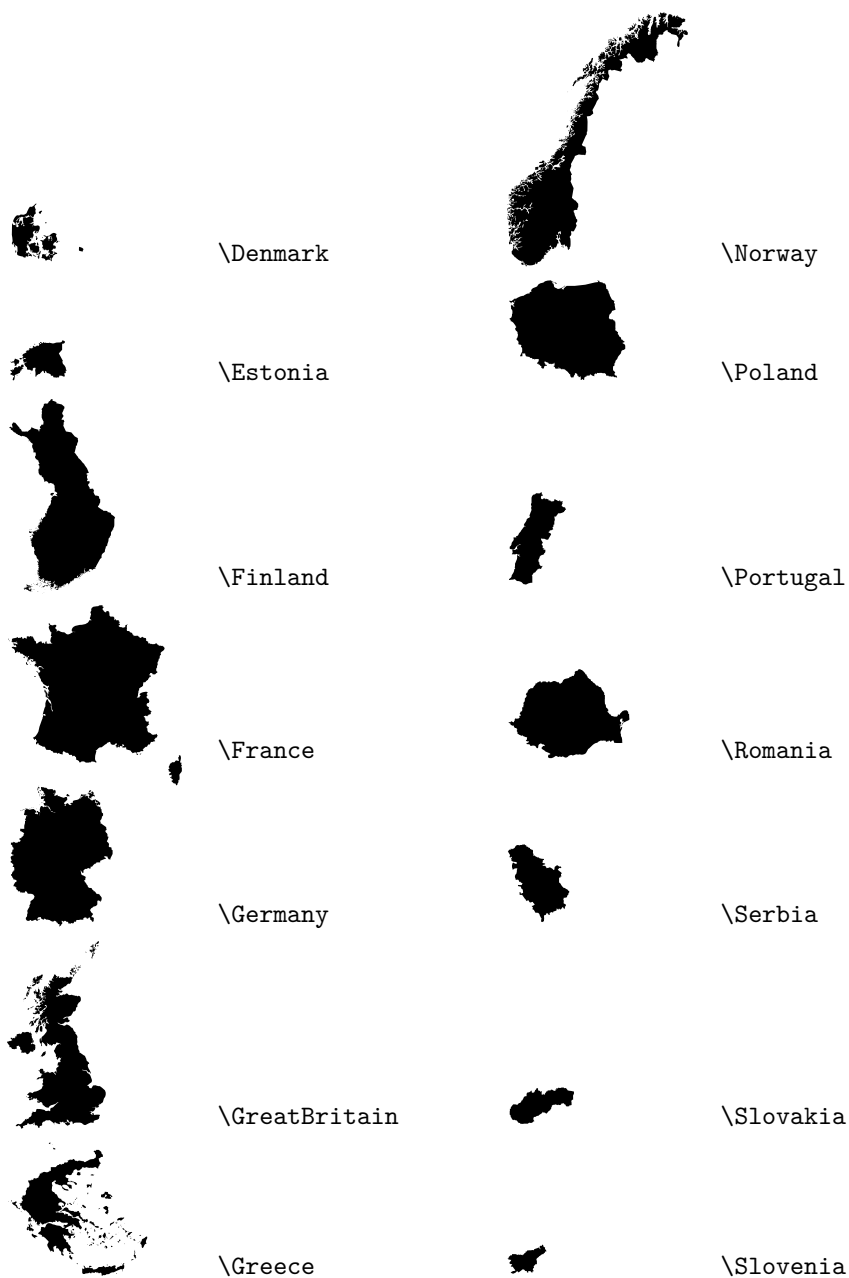 \Denmark \Norway
\Estonia \Poland
\Finland \Portugal
\France \Romania
\Germany \Serbia
\GreatBritain \Slovakia
\Greece \Slovenia